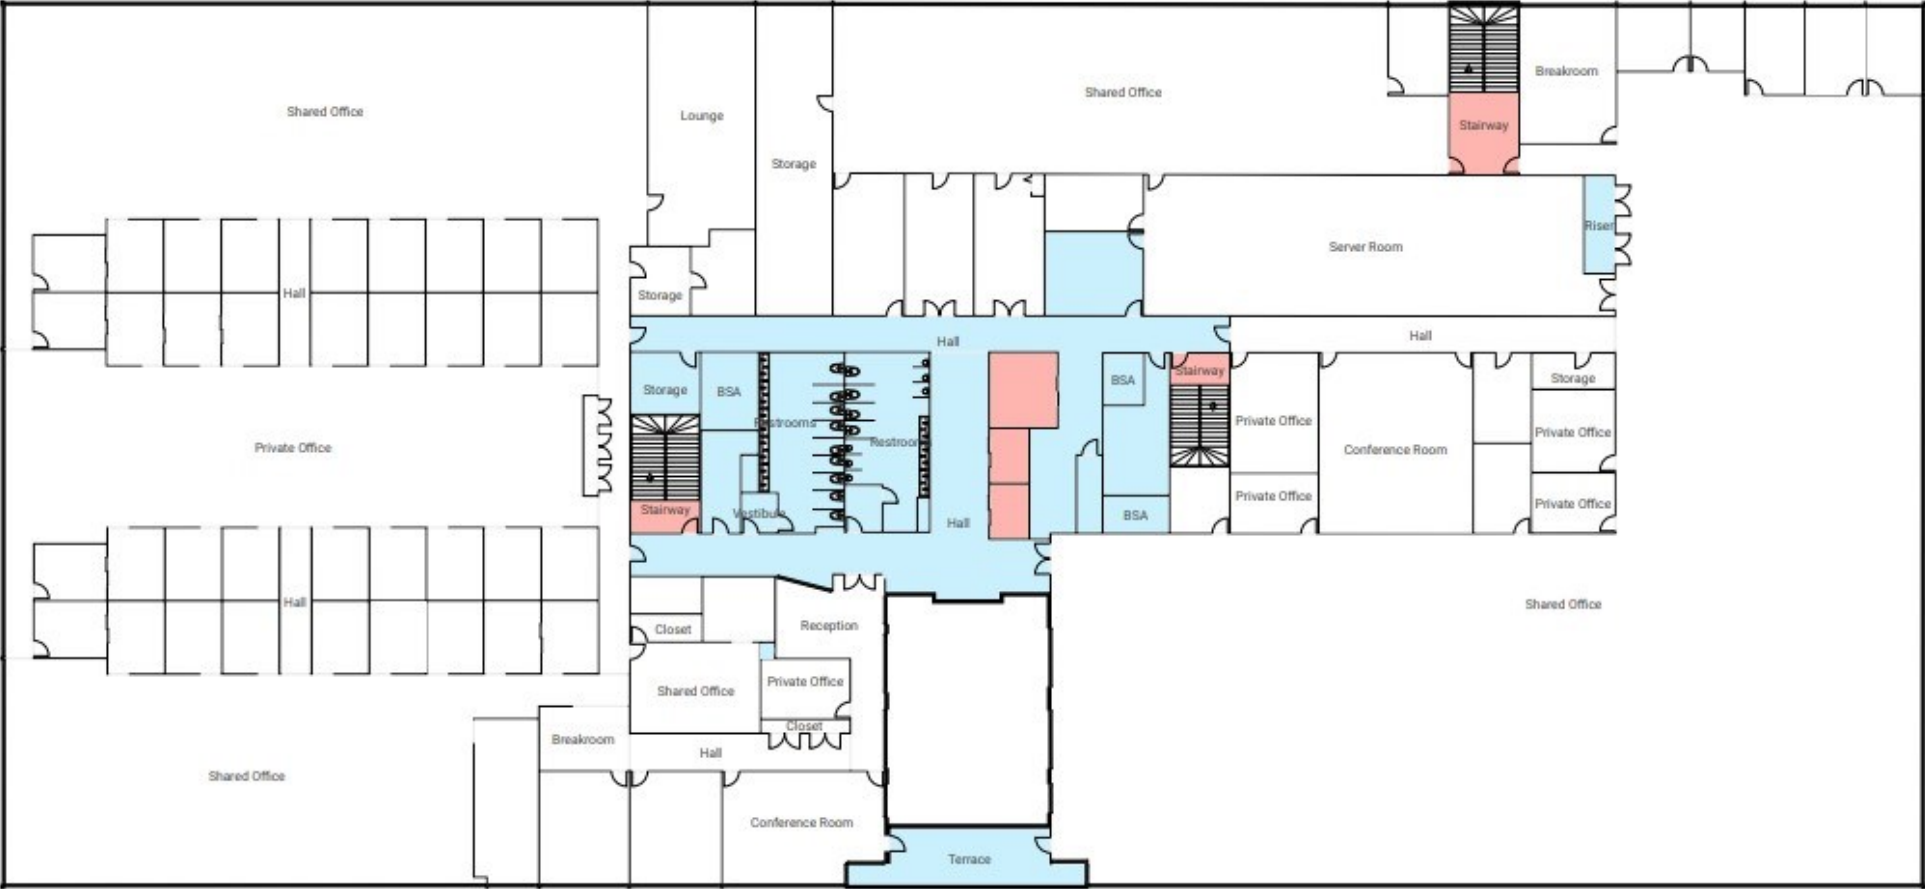 Shared Office
Lounge
Storage
Shared Office
Breakroom
Stairway
Server Room
Riser
Hall
Storage
Hall
Hall
Storage
BSA
Restrooms
Restroom
BSA
Stairway
Private Office
Conference Room
Storage
Private Office
Private Office
Private Office
Private Office
Stairway
Vestibule
Hall
BSA
Hall
Closet
Reception
Shared Office
Shared Office
Private Office
Closet
Breakroom
Hall
Shared Office
Conference Room
Terrace